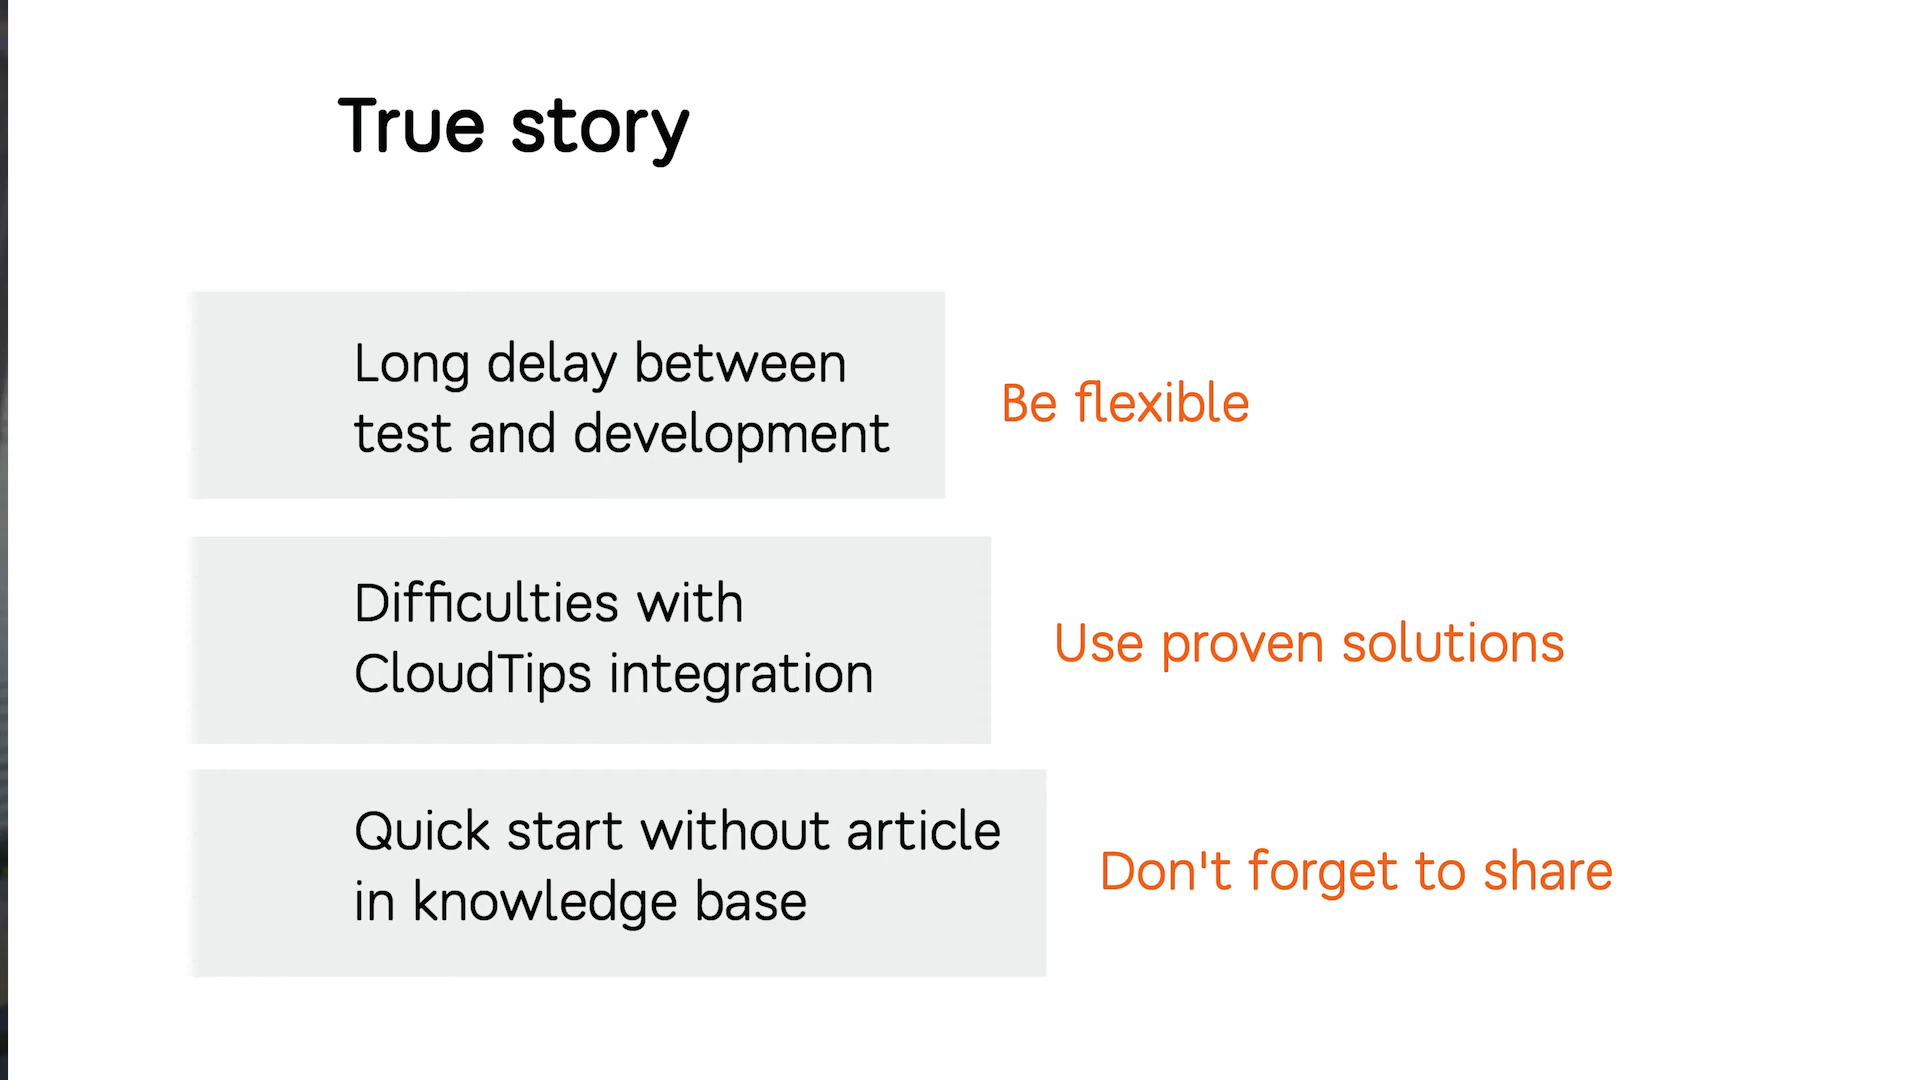 True story
Long delay between
test and development
Be flexible
Difficulties with
CloudTips integration
Use proven solutions
Quick start without article
in knowledge base
Don't forget to share